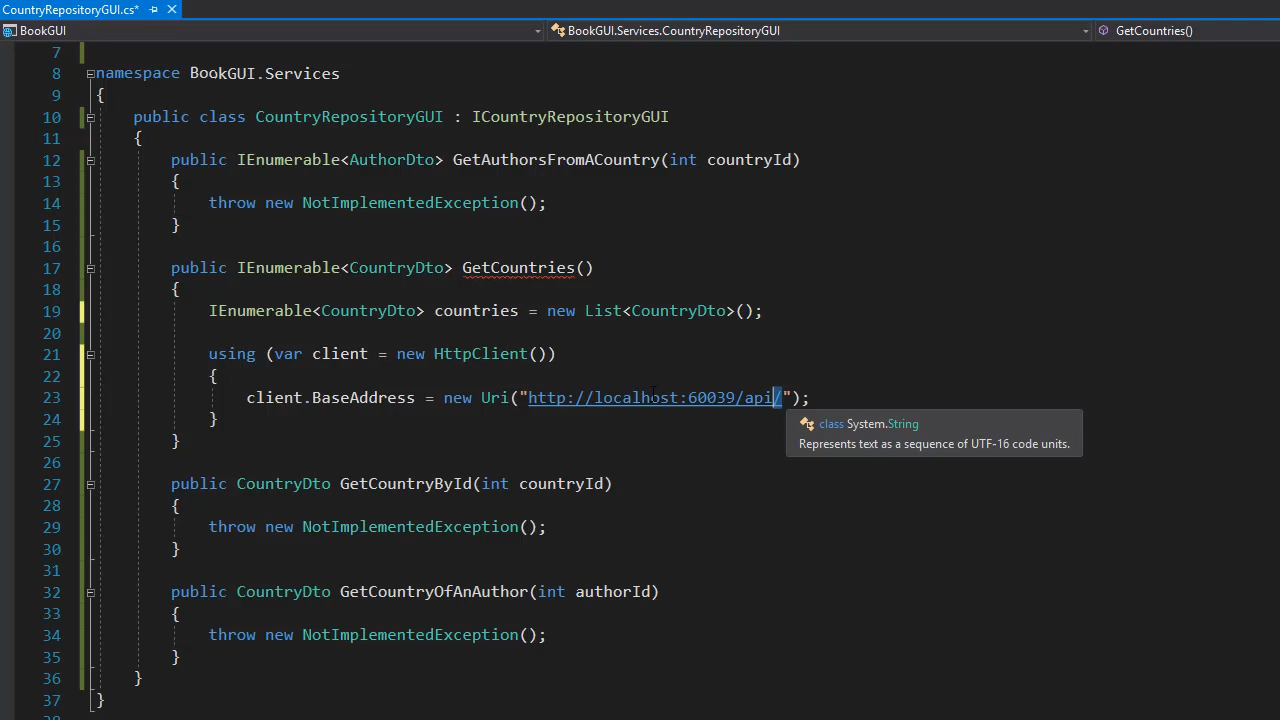 CountryRepositoryGUI.cs*
BookGUI BookGUI.Services.CountryRepositoryGUI GetCountries()
7
8 namespace BookGUI.Services
9 {
10 public class CountryRepositoryGUI : ICountryRepositoryGUI
11 {
12 public IEnumerable<AuthorDto> GetAuthorsFromACountry(int countryId)
13 {
14 throw new NotImplementedException();
15 }
16
17 public IEnumerable<CountryDto> GetCountries()
18 {
19 IEnumerable<CountryDto> countries = new List<CountryDto>();
20
21 using (var client = new HttpClient())
22 {
23 client.BaseAddress = new Uri("http://localhost:60039/api/");
24 }
class System.String
25 }
Represents text as a sequence of UTF-16 code units.
26
27 public CountryDto GetCountryById(int countryId)
28 {
29 throw new NotImplementedException();
30 }
31
32 public CountryDto GetCountryOfAnAuthor(int authorId)
33 {
34 throw new NotImplementedException();
35 }
36 }
37 }